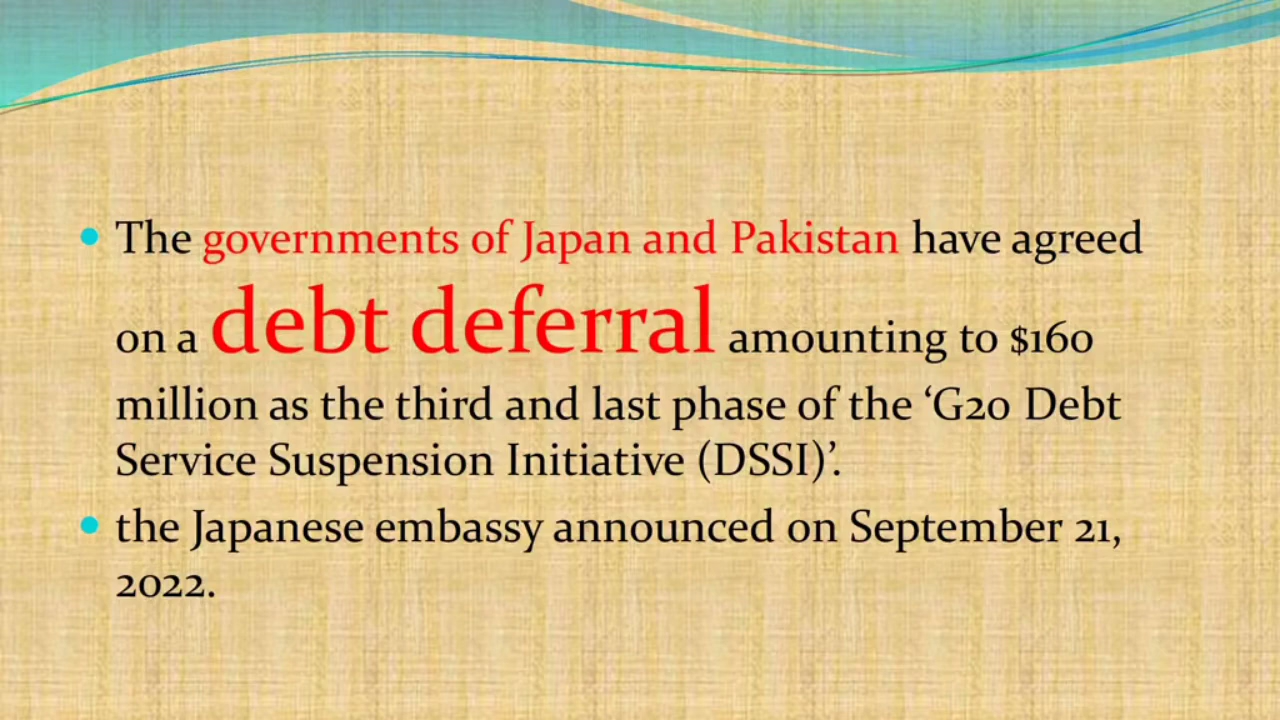 The governments of Japan and Pakistan have agreed
on a debt deferral amounting to $160
million as the third and last phase of the ‘G20 Debt
Service Suspension Initiative (DSSI)’.
the Japanese embassy announced on September 21,
2022.